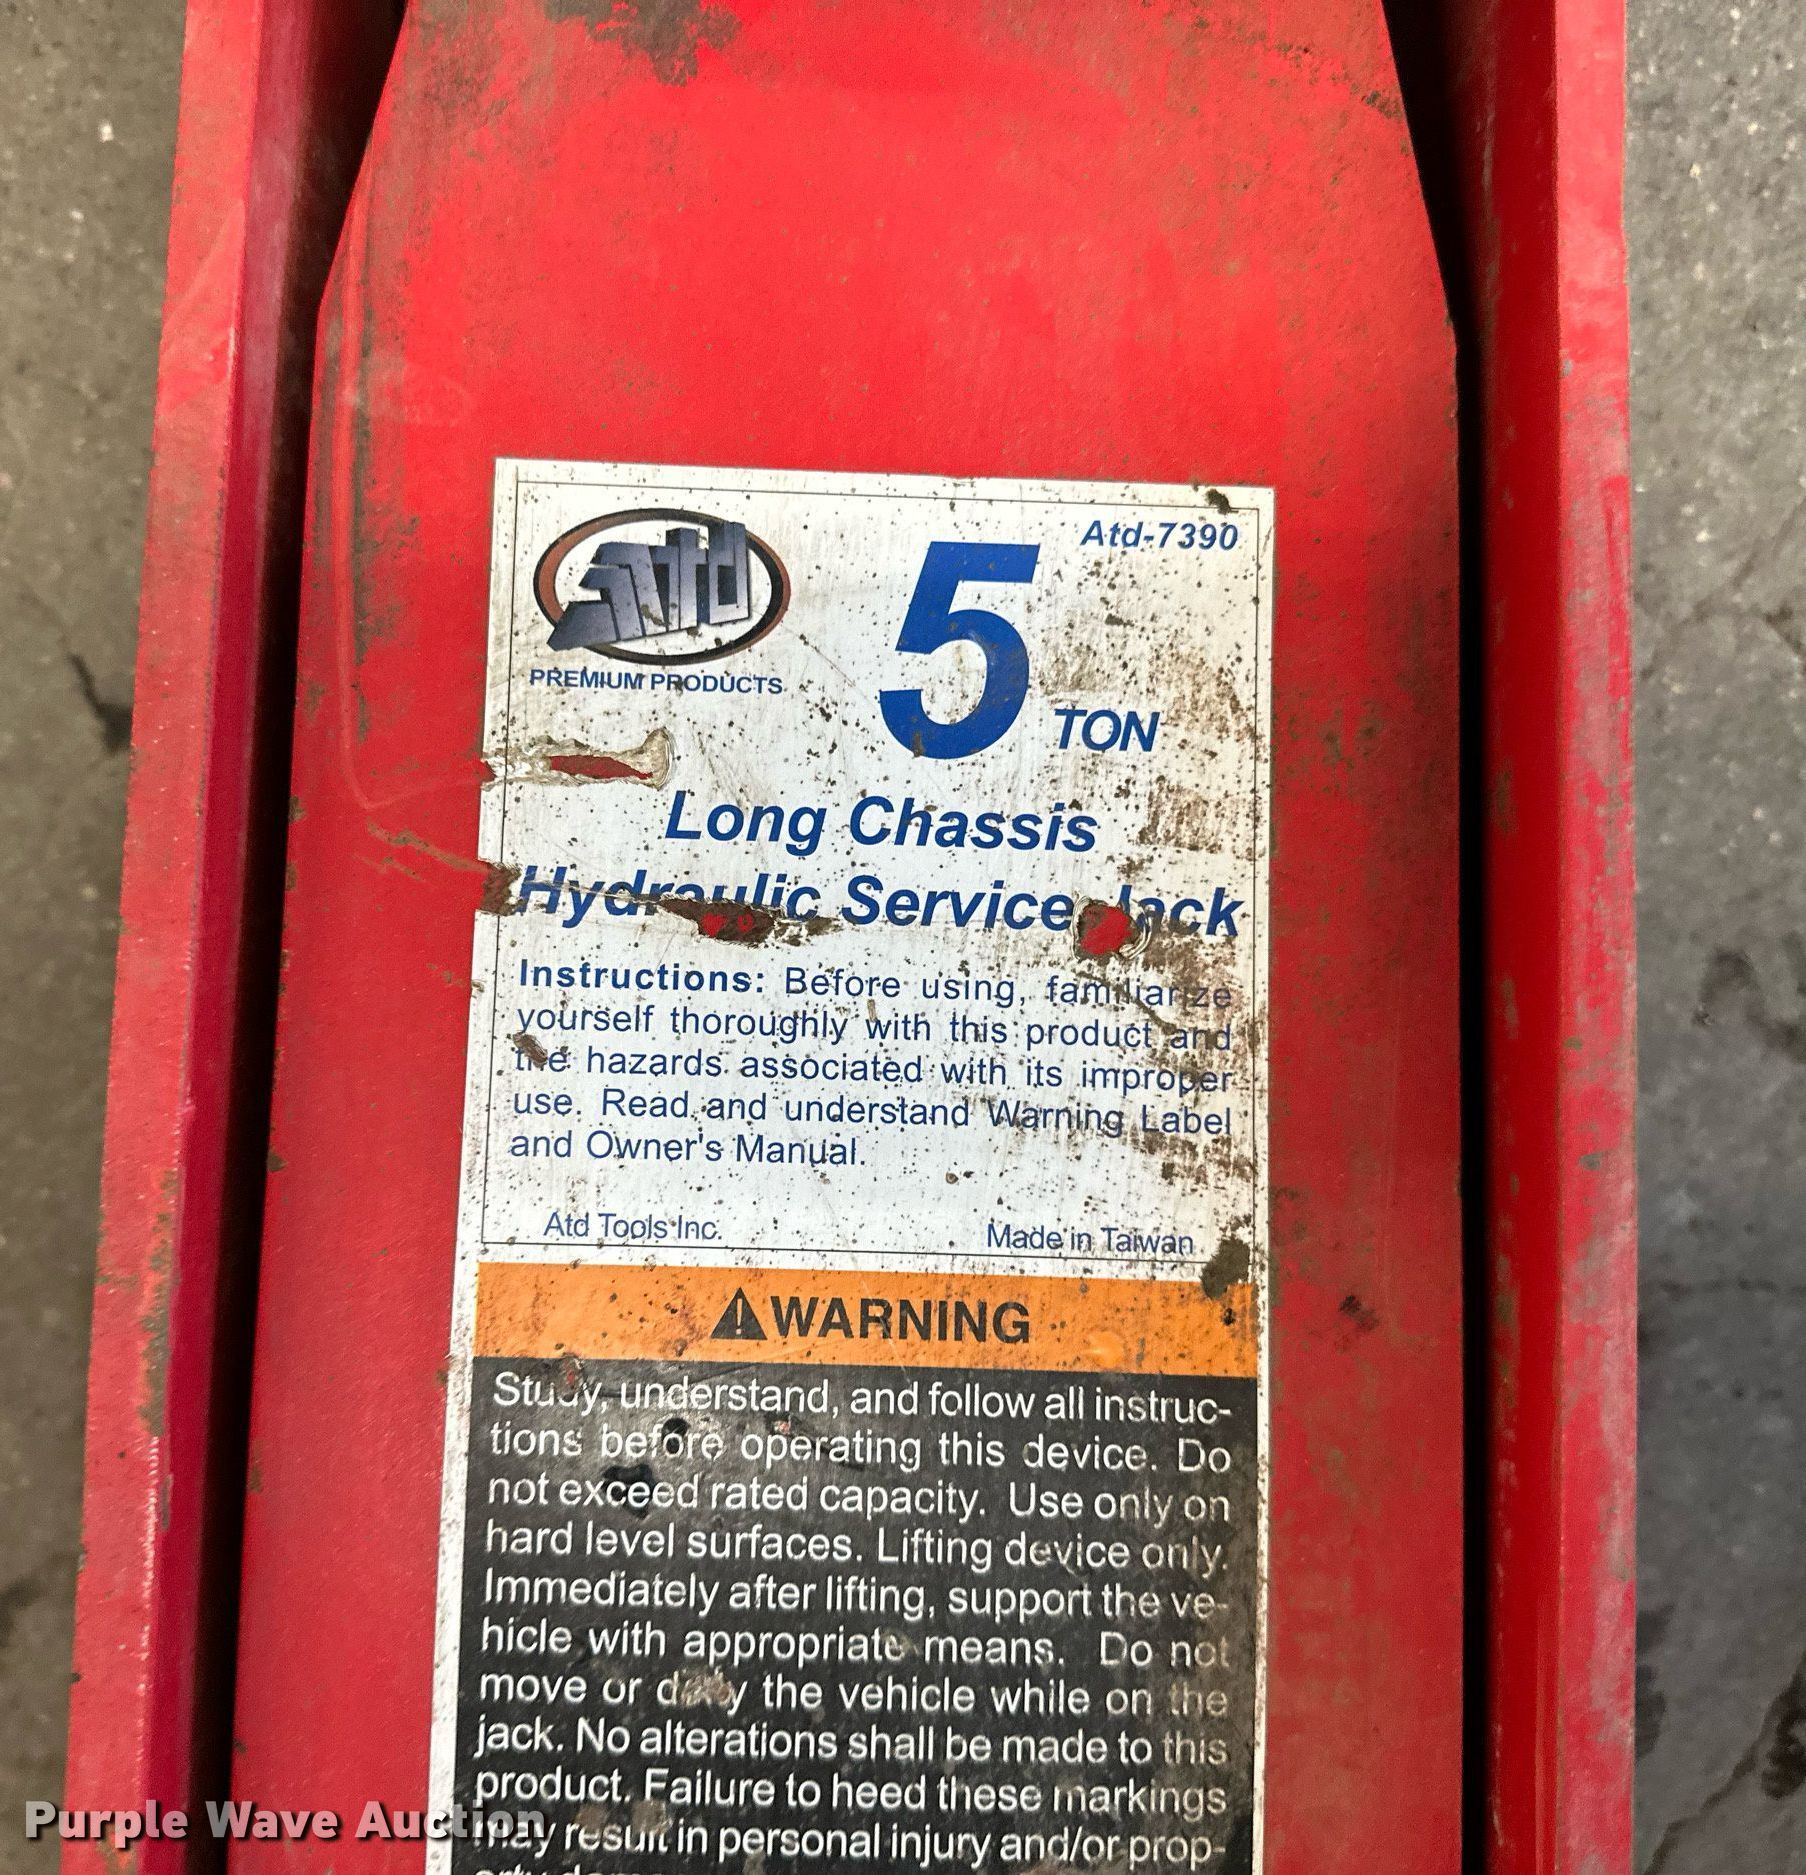 Atd
Atd-7390
PREMIUM PRODUCTS
5 TON
Long Chassis
Hydraulic Service Jack
Instructions: Before using, familiarize
yourself thoroughly with this product and
the hazards associated with its improper
use. Read and understand Warning Label
and Owner's Manual.
Atd Tools Inc.
Made in Taiwan
WARNING
Study, understand, and follow all instruc-
tions before operating this device. Do
not exceed rated capacity. Use only on
hard level surfaces. Lifting device only.
Immediately after lifting, support the ve-
hicle with appropriate means. Do not
move or dolly the vehicle while on the
jack. No alterations shall be made to this
product. Failure to heed these markings
may result in personal injury and/or prop-
Purple Wave Auction